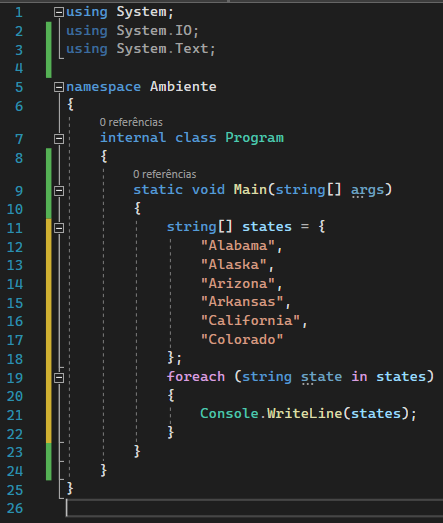 1 using System;
2 using System.IO;
3 using System.Text;
4
5 namespace Ambiente
6 {
0 referências
7 internal class Program
8 {
0 referências
9 static void Main(string[] args)
10 {
11 string[] states = {
12 "Alabama",
13 "Alaska",
14 "Arizona",
15 "Arkansas",
16 "California",
17 "Colorado"
18 };
19 foreach (string state in states)
20 {
21 Console.WriteLine(states);
22 }
23 }
24 }
25 }
26